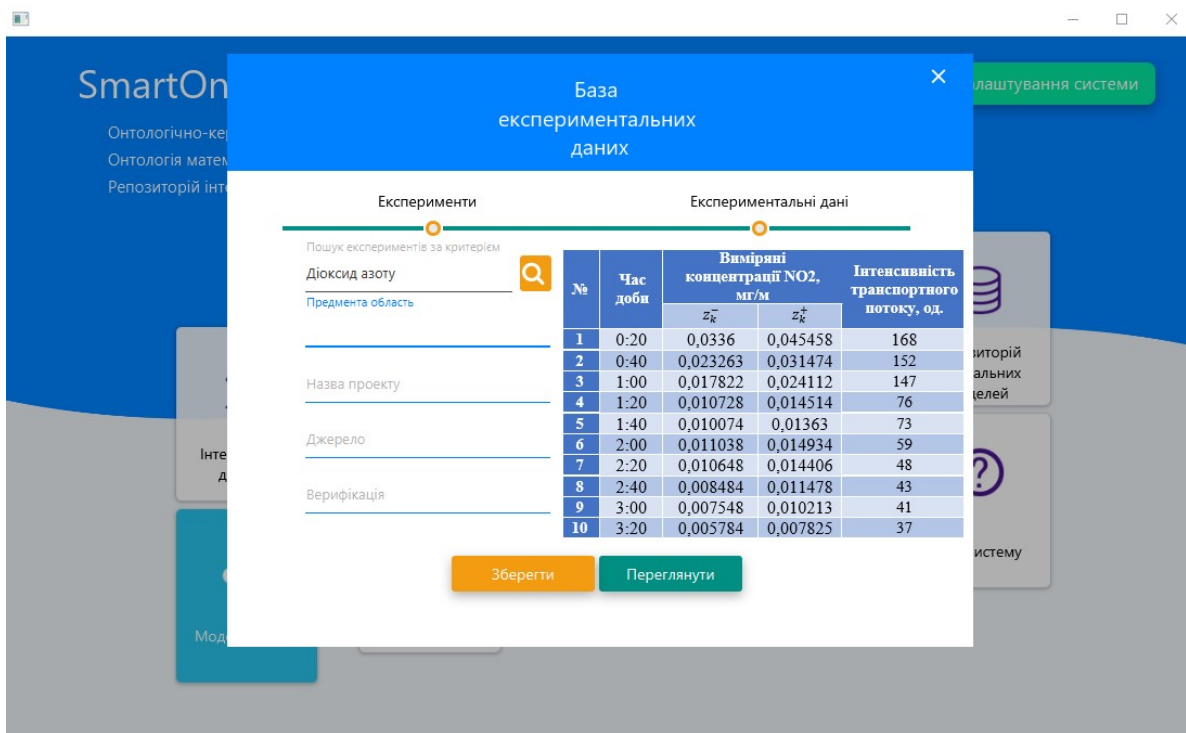 SmartOn
Онтологічно-кер
Онтологія матем
Репозиторій інте
База
експериментальних
даних
лаштування системи
Експерименти
Експериментальні дані
Пошук експериментів за критерієм
Діоксид азоту
Предмента область
Назва проекту
Джерело
Верифікація
№ Час доби Виміряні концентрації NO2, мг/м Інтенсивність транспортного потоку, од.
z_k^- z_k^+
1 0:20 0,0336 0,045458 168
2 0:40 0,023263 0,031474 152
3 1:00 0,017822 0,024112 147
4 1:20 0,010728 0,014514 76
5 1:40 0,010074 0,01363 73
6 2:00 0,011038 0,014934 59
7 2:20 0,010648 0,014406 48
8 2:40 0,008484 0,011478 43
9 3:00 0,007548 0,010213 41
10 3:20 0,005784 0,007825 37
Зберегти
Переглянути
Інте
д
Мод
зиторій
альних
делей
?
истему